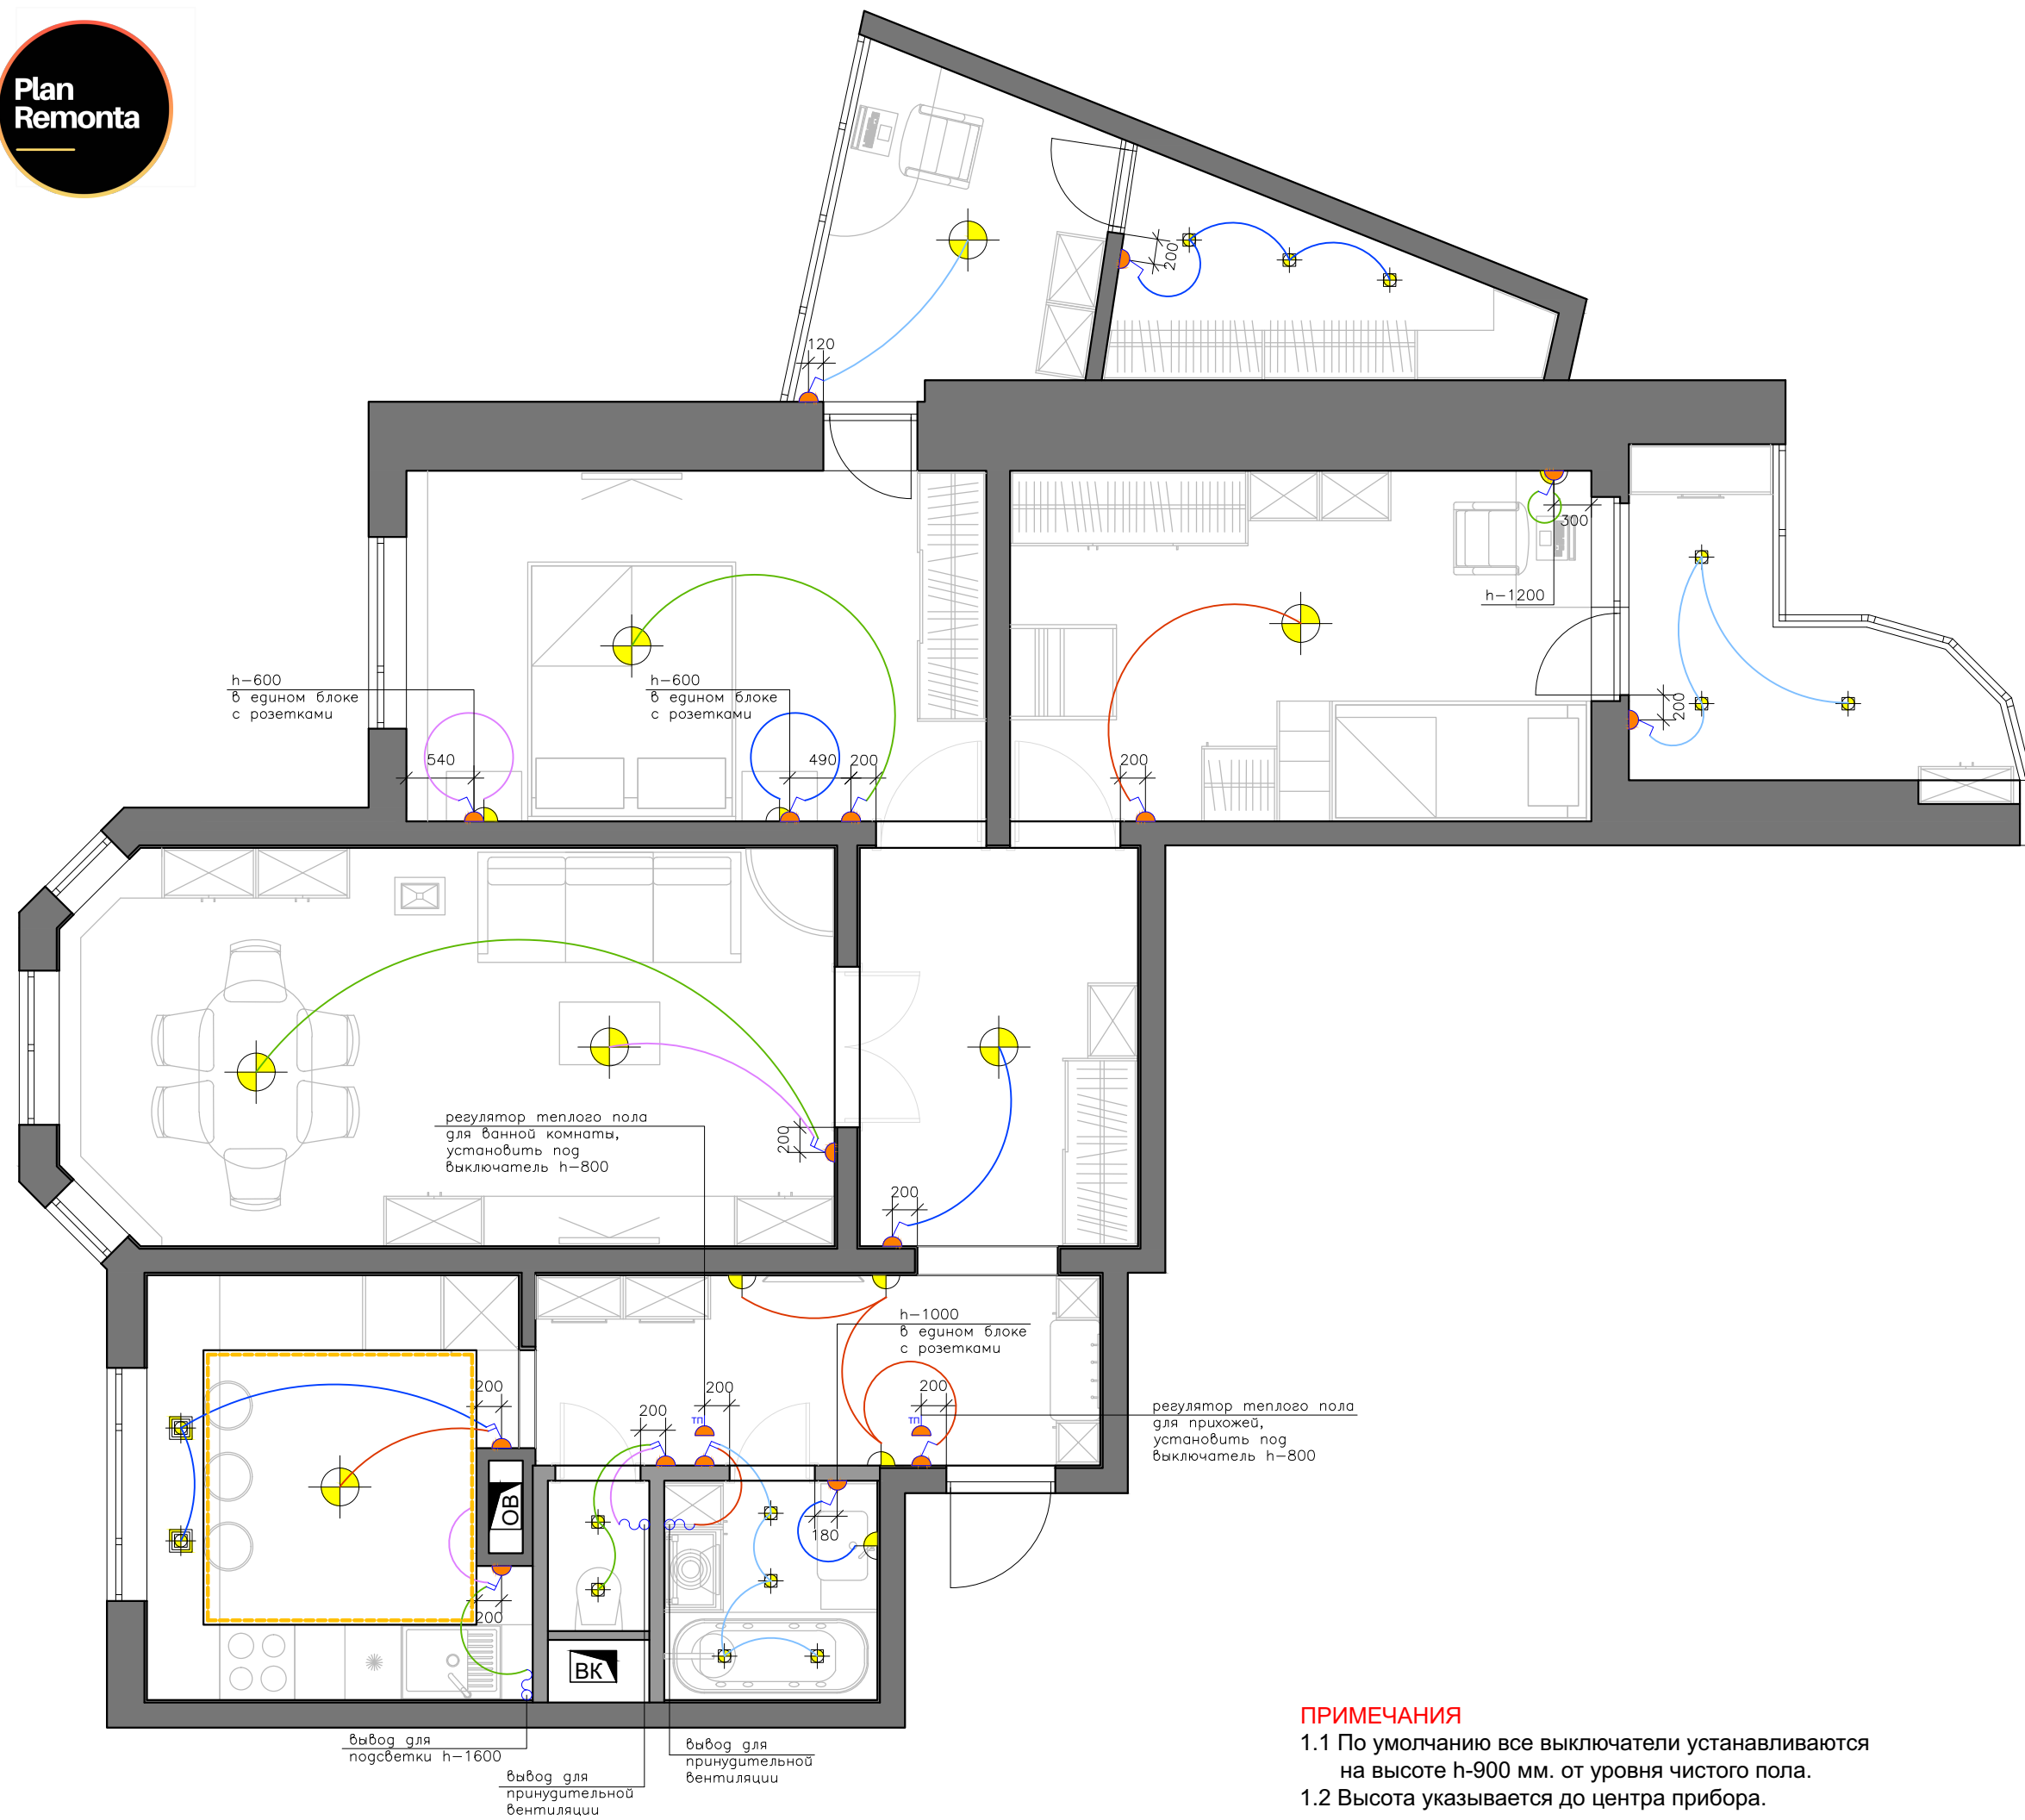 Plan
Remonta
200
120
300
h-1200
h-600
в едином блоке
с розетками
h-600
в едином блоке
с розетками
200
540
490
200
200
регулятор теплого пола
для ванной комнаты,
установить под
выключатель h-800
200
200
h-1000
в едином блоке
с розетками
200
200
200
200
тп
тп
регулятор теплого пола
для прихожей,
установить под
выключатель h-800
ОВ
180
200
ВК
вывод для
подсветки h-1600
вывод для
принудительной
вентиляции
вывод для
принудительной
вентиляции
ПРИМЕЧАНИЯ
1.1 По умолчанию все выключатели устанавливаются
на высоте h-900 мм. от уровня чистого пола.
1.2 Высота указывается до центра прибора.